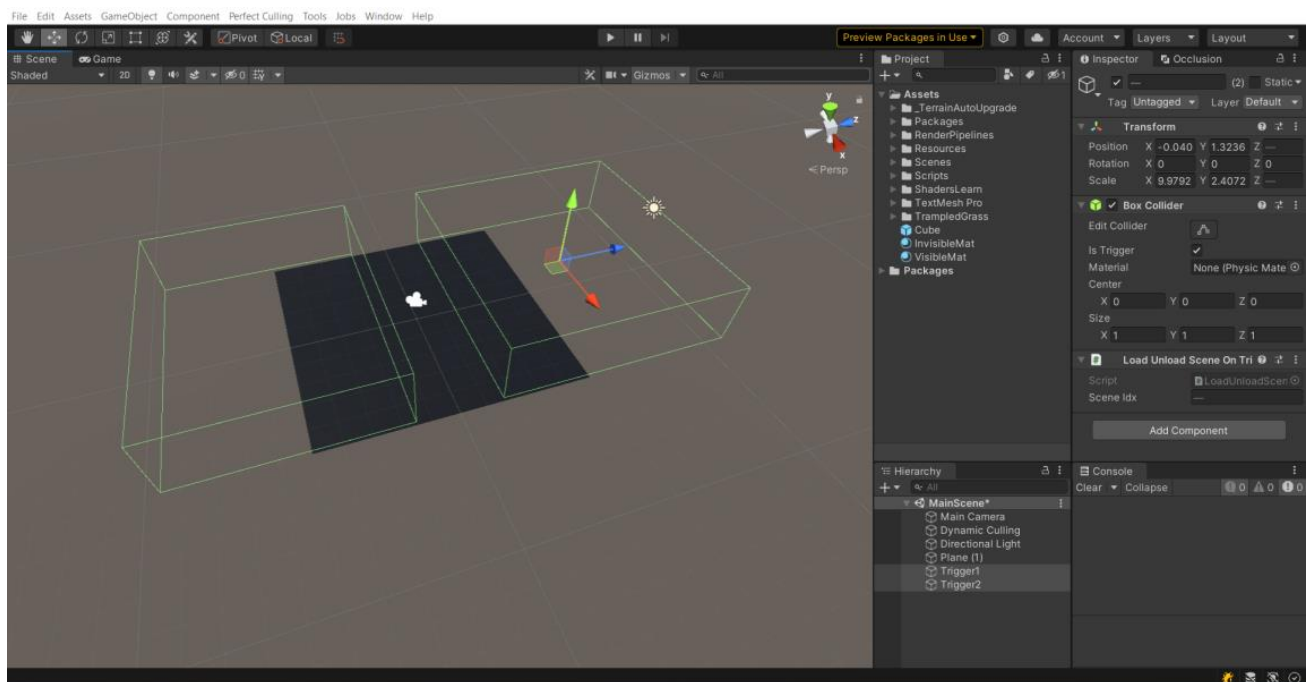 File Edit Assets GameObject Component Perfect Culling Tools Jobs Window Help
Pivot Local Preview Packages in Use Account Layers Layout
Scene Game
Shaded 2D 0 Gizmos All
y
z
x
Persp
Project
1
Assets
_TerrainAutoUpgrade
Packages
RenderPipelines
Resources
Scenes
Scripts
ShadersLearn
TextMesh Pro
TrampledGrass
Cube
InvisibleMat
VisibleMat
Packages
Hierarchy
All
MainScene*
Main Camera
Dynamic Culling
Directional Light
Plane (1)
Trigger1
Trigger2
Inspector Occlusion
— (2) Static
Tag Untagged Layer Default
Transform
Position X -0.040 Y 1.3236 Z —
Rotation X 0 Y 0 Z 0
Scale X 9.9792 Y 2.4072 Z —
Box Collider
Edit Collider
Is Trigger
Material None (Physic Mate
Center
X 0 Y 0 Z 0
Size
X 1 Y 1 Z 1
Load Unload Scene On Tri
Script LoadUnloadScen
Scene Idx —
Add Component
Console
Clear Collapse 0 0 0